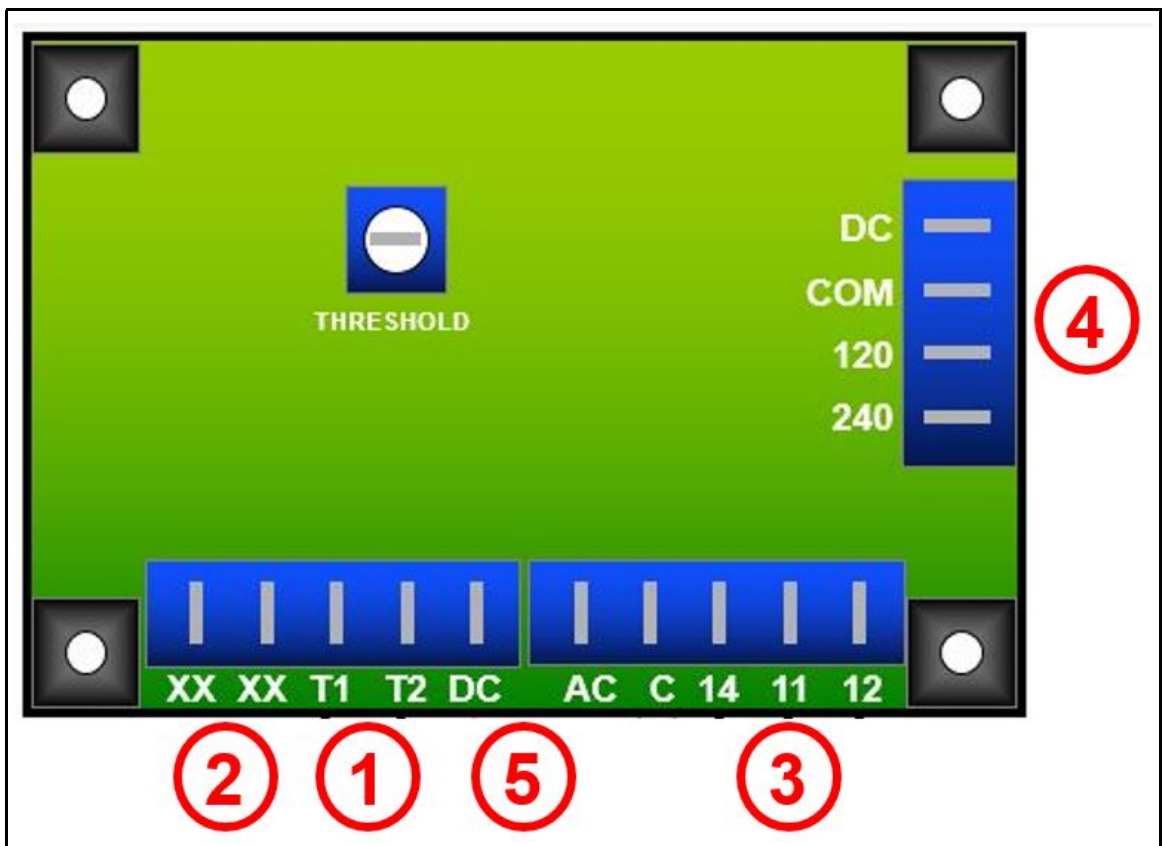 DC
COM
THRESHOLD
120
4
240
XX XX T1 T2 DC AC C 14 11 12
2 1 5 3